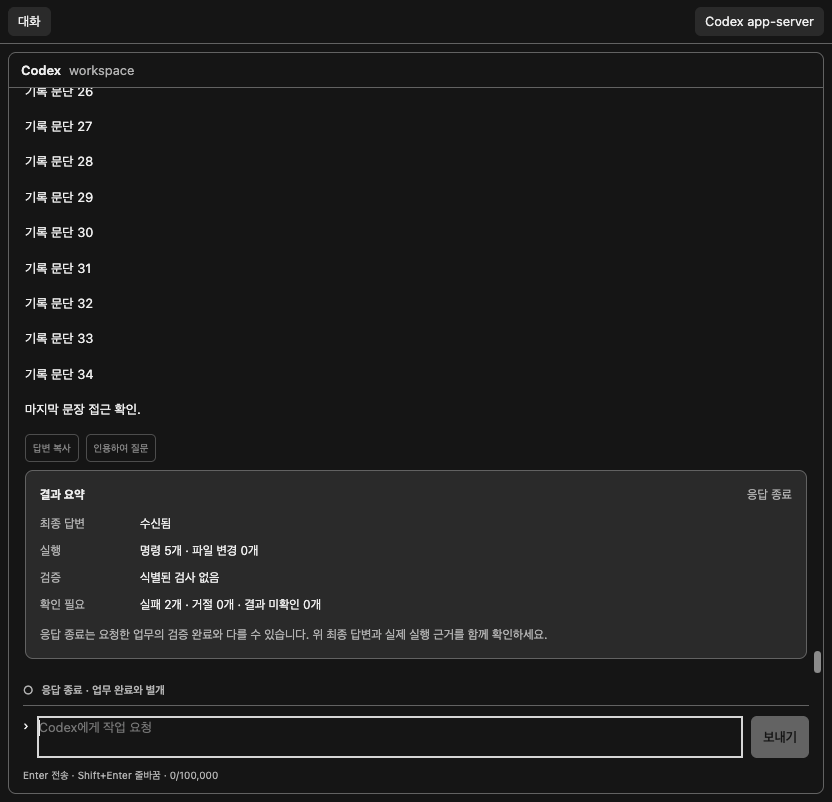 대화 Codex app-server
Codex workspace
기록 문단 26
기록 문단 27
기록 문단 28
기록 문단 29
기록 문단 30
기록 문단 31
기록 문단 32
기록 문단 33
기록 문단 34
마지막 문장 접근 확인.
답변 복사 인용하여 질문
결과 요약 응답 종료
최종 답변 수신됨
실행 명령 5개 · 파일 변경 0개
검증 식별된 검사 없음
확인 필요 실패 2개 · 거절 0개 · 결과 미확인 0개
응답 종료는 요청한 업무의 검증 완료와 다를 수 있습니다. 위 최종 답변과 실제 실행 근거를 함께 확인하세요.
응답 종료 · 업무 완료와 별개
› Codex에게 작업 요청 보내기
Enter 전송 · Shift+Enter 줄바꿈 · 0/100,000